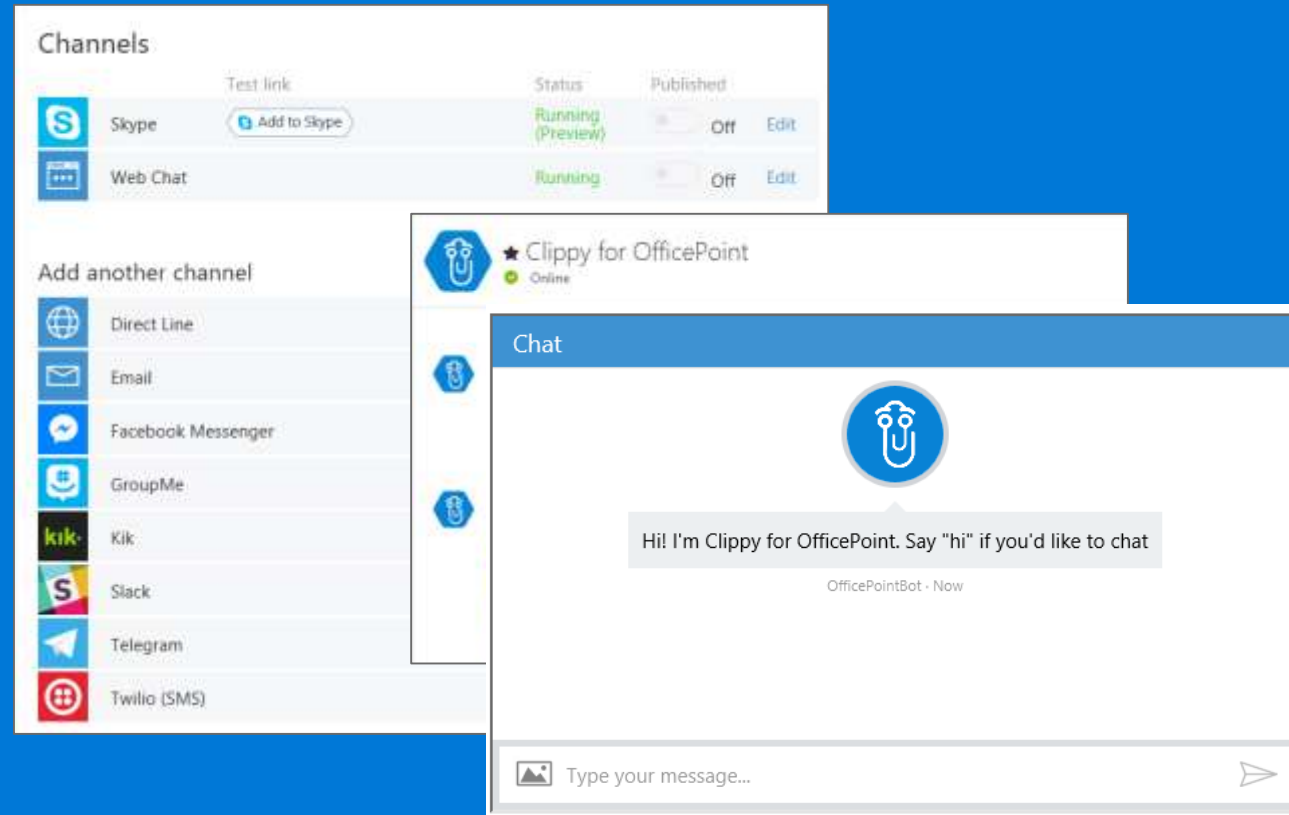 Channels
Test link Status Published
Skype Add to Skype Running (Preview) Off Edit
Web Chat Running Off Edit
Add another channel
Direct Line
Email
Facebook Messenger
GroupMe
kik·
Kik
Slack
Telegram
Twilio (SMS)
Clippy for OfficePoint
Online
Chat
Hi! I'm Clippy for OfficePoint. Say "hi" if you'd like to chat
OfficePointBot - Now
Type your message...